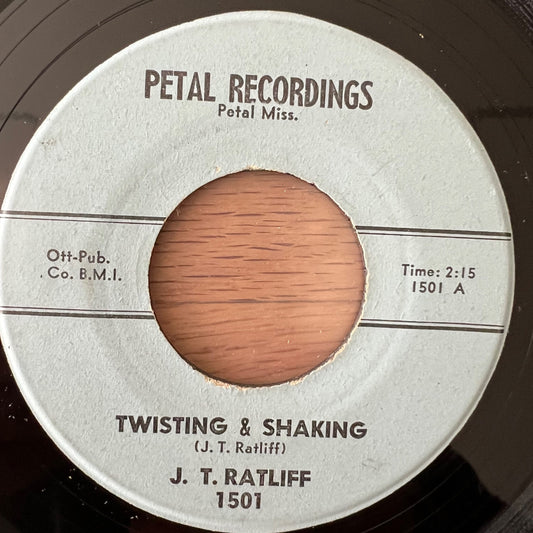 PETAL RECORDINGS
Petal Miss.
Ott-Pub.
Co. B.M.I.
Time: 2:15
1501 A
TWISTING & SHAKING
(J. T. Ratliff)
J. T. RATLIFF
1501